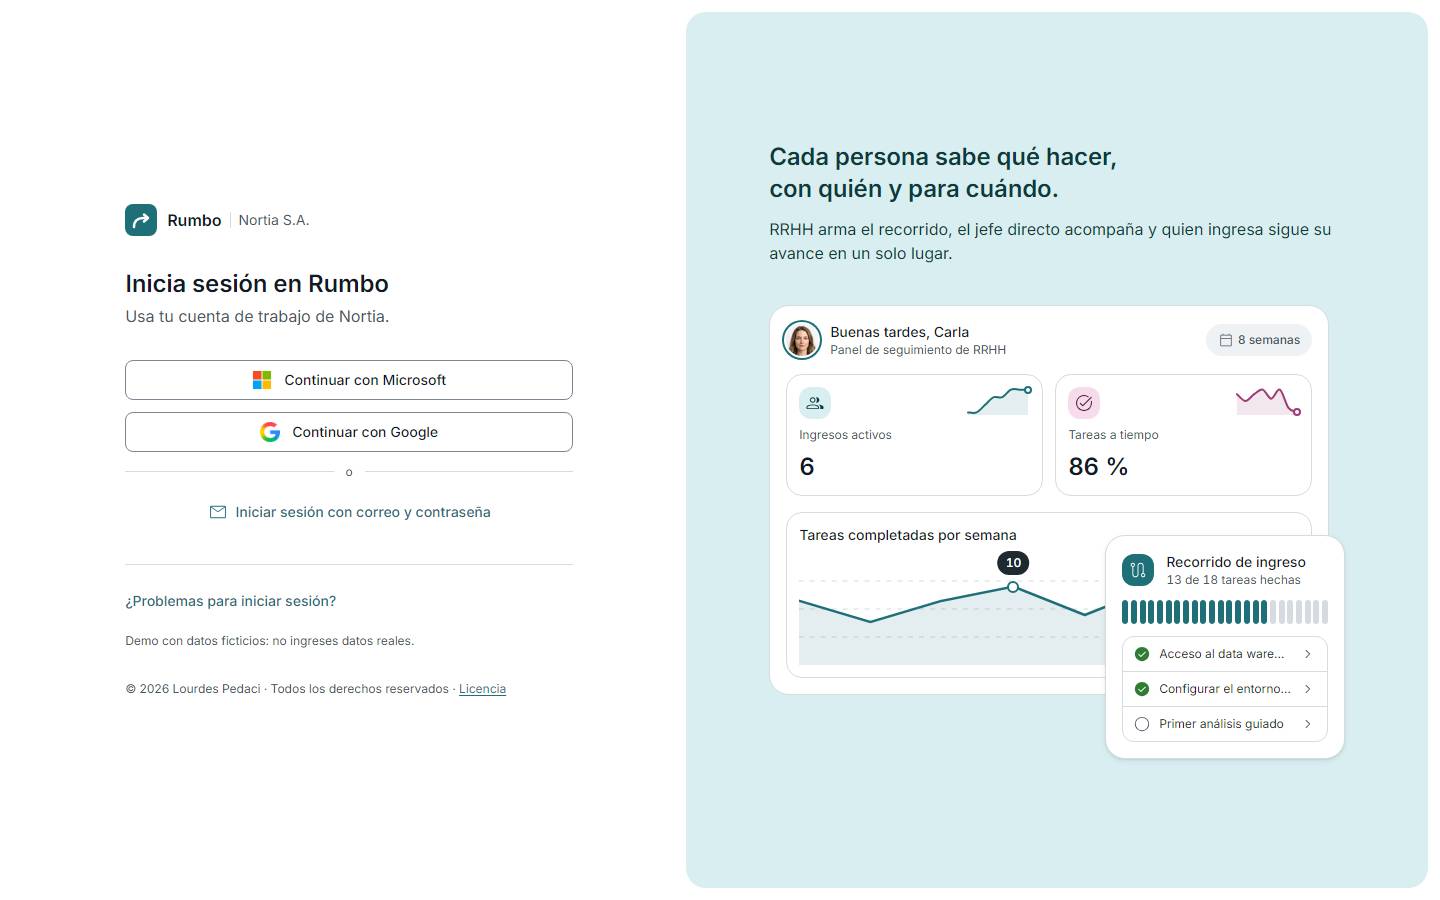 Rumbo
Nortia S.A.
Inicia sesión en Rumbo
Usa tu cuenta de trabajo de Nortia.
Continuar con Microsoft
Continuar con Google
o
Iniciar sesión con correo y contraseña
¿Problemas para iniciar sesión?
Demo con datos ficticios: no ingreses datos reales.
© 2026 Lourdes Pedaci · Todos los derechos reservados · Licencia
Cada persona sabe qué hacer,
con quién y para cuándo.
RRHH arma el recorrido, el jefe directo acompaña y quien ingresa sigue su
avance en un solo lugar.
Buenas tardes, Carla
Panel de seguimiento de RRHH
8 semanas
Ingresos activos
6
Tareas a tiempo
86 %
Tareas completadas por semana
10
Recorrido de ingreso
13 de 18 tareas hechas
Acceso al data ware...
Configurar el entorno...
Primer análisis guiado